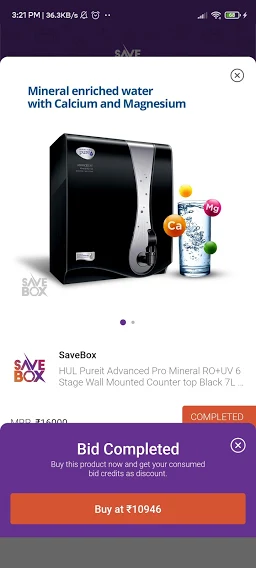 3:21 PM | 36.3KB/s
68
SAVE
Mineral enriched water
with Calcium and Magnesium
Pureit
Ca
Mg
SAVE
BOX
SAVE
BOX
SaveBox
HUL Pureit Advanced Pro Mineral RO+UV 6
Stage Wall Mounted Counter top Black 7L ...
MRP ₹16000
COMPLETED
Bid Completed
Buy this product now and get your consumed
bid credits as discount.
Buy at ₹10946